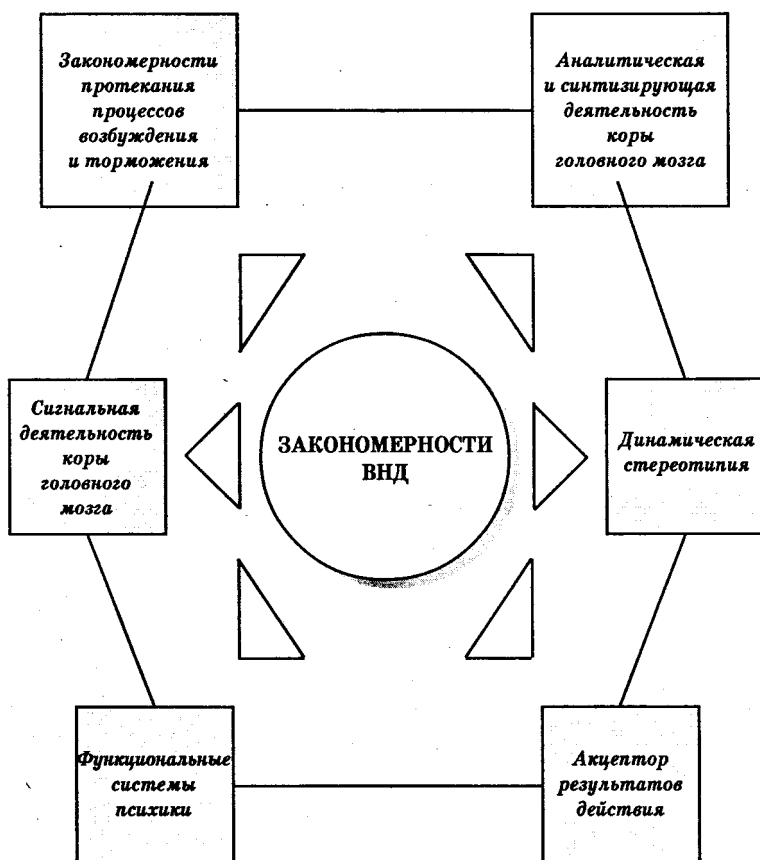 Закономерности
протекания
процессов
возбуждения
и торможения
Аналитическая
и синтизирующая
деятельность
коры
головного мозга
Сигнальная
деятельность
коры
головного
мозга
ЗАКОНОМЕРНОСТИ
ВНД
Динамическая
стереотипия
Функциональные
системы
психики
Акцептор
результатов
действия